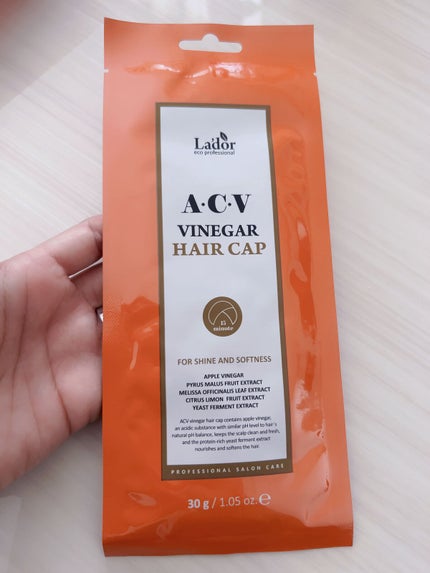 La'dor
eco professional
A·C·V
VINEGAR
HAIR CAP
15
minute
FOR SHINE AND SOFTNESS
APPLE VINEGAR
PYRUS MALUS FRUIT EXTRACT
MELISSA OFFICINALIS LEAF EXTRACT
CITRUS LIMON FRUIT EXTRACT
YEAST FERMENT EXTRACT
ACV vinegar hair cap contains apple vinegar,
an acidic substance with similar pH level to hair's
natural pH balance, keeps the scalp clean and fresh,
and the protein-rich yeast ferment extract
nourishes and softens the hair.
PROFESSIONAL SALON CARE
30 g / 1.05 oz. ℮